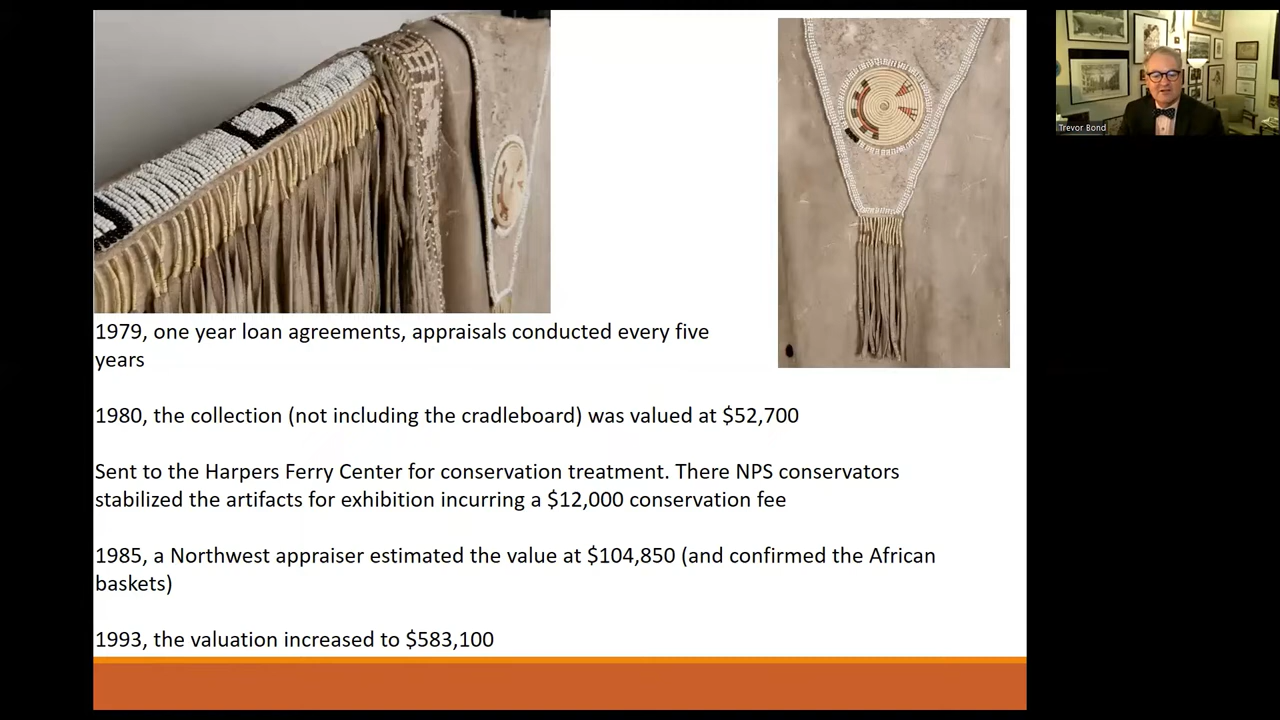 Trevor Bond
1979, one year loan agreements, appraisals conducted every five
years
1980, the collection (not including the cradleboard) was valued at $52,700
Sent to the Harpers Ferry Center for conservation treatment. There NPS conservators
stabilized the artifacts for exhibition incurring a $12,000 conservation fee
1985, a Northwest appraiser estimated the value at $104,850 (and confirmed the African
baskets)
1993, the valuation increased to $583,100